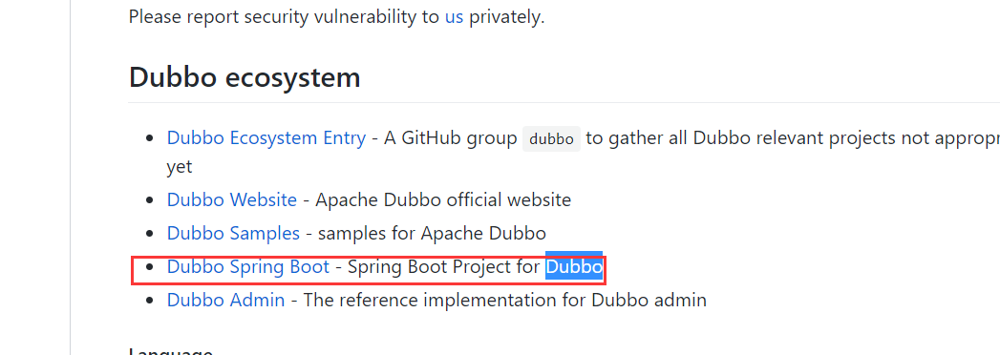 Please report security vulnerability to us privately.
Dubbo ecosystem
Dubbo Ecosystem Entry - A GitHub group dubbo to gather all Dubbo relevant projects not appropr
yet
Dubbo Website - Apache Dubbo official website
Dubbo Samples - samples for Apache Dubbo
Dubbo Spring Boot - Spring Boot Project for Dubbo
Dubbo Admin - The reference implementation for Dubbo admin
Language